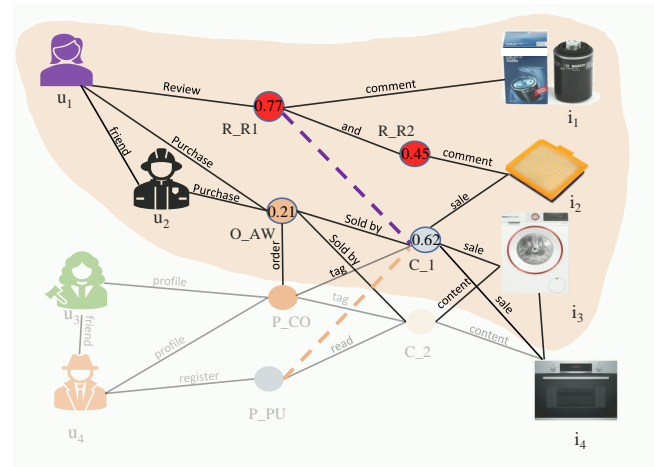 Review
comment
u1
0.77
R_R1
and
R_R2
i1
friend
Purchase
0.45
comment
Purchase
sale
i2
u2
0.21
Sold by
0.62
sale
O_AW
order
Sold by
C_1
tag
content
sale
profile
i3
u3
P_CO
tag
friend
profile
read
C_2
content
register
P_PU
u4
i4